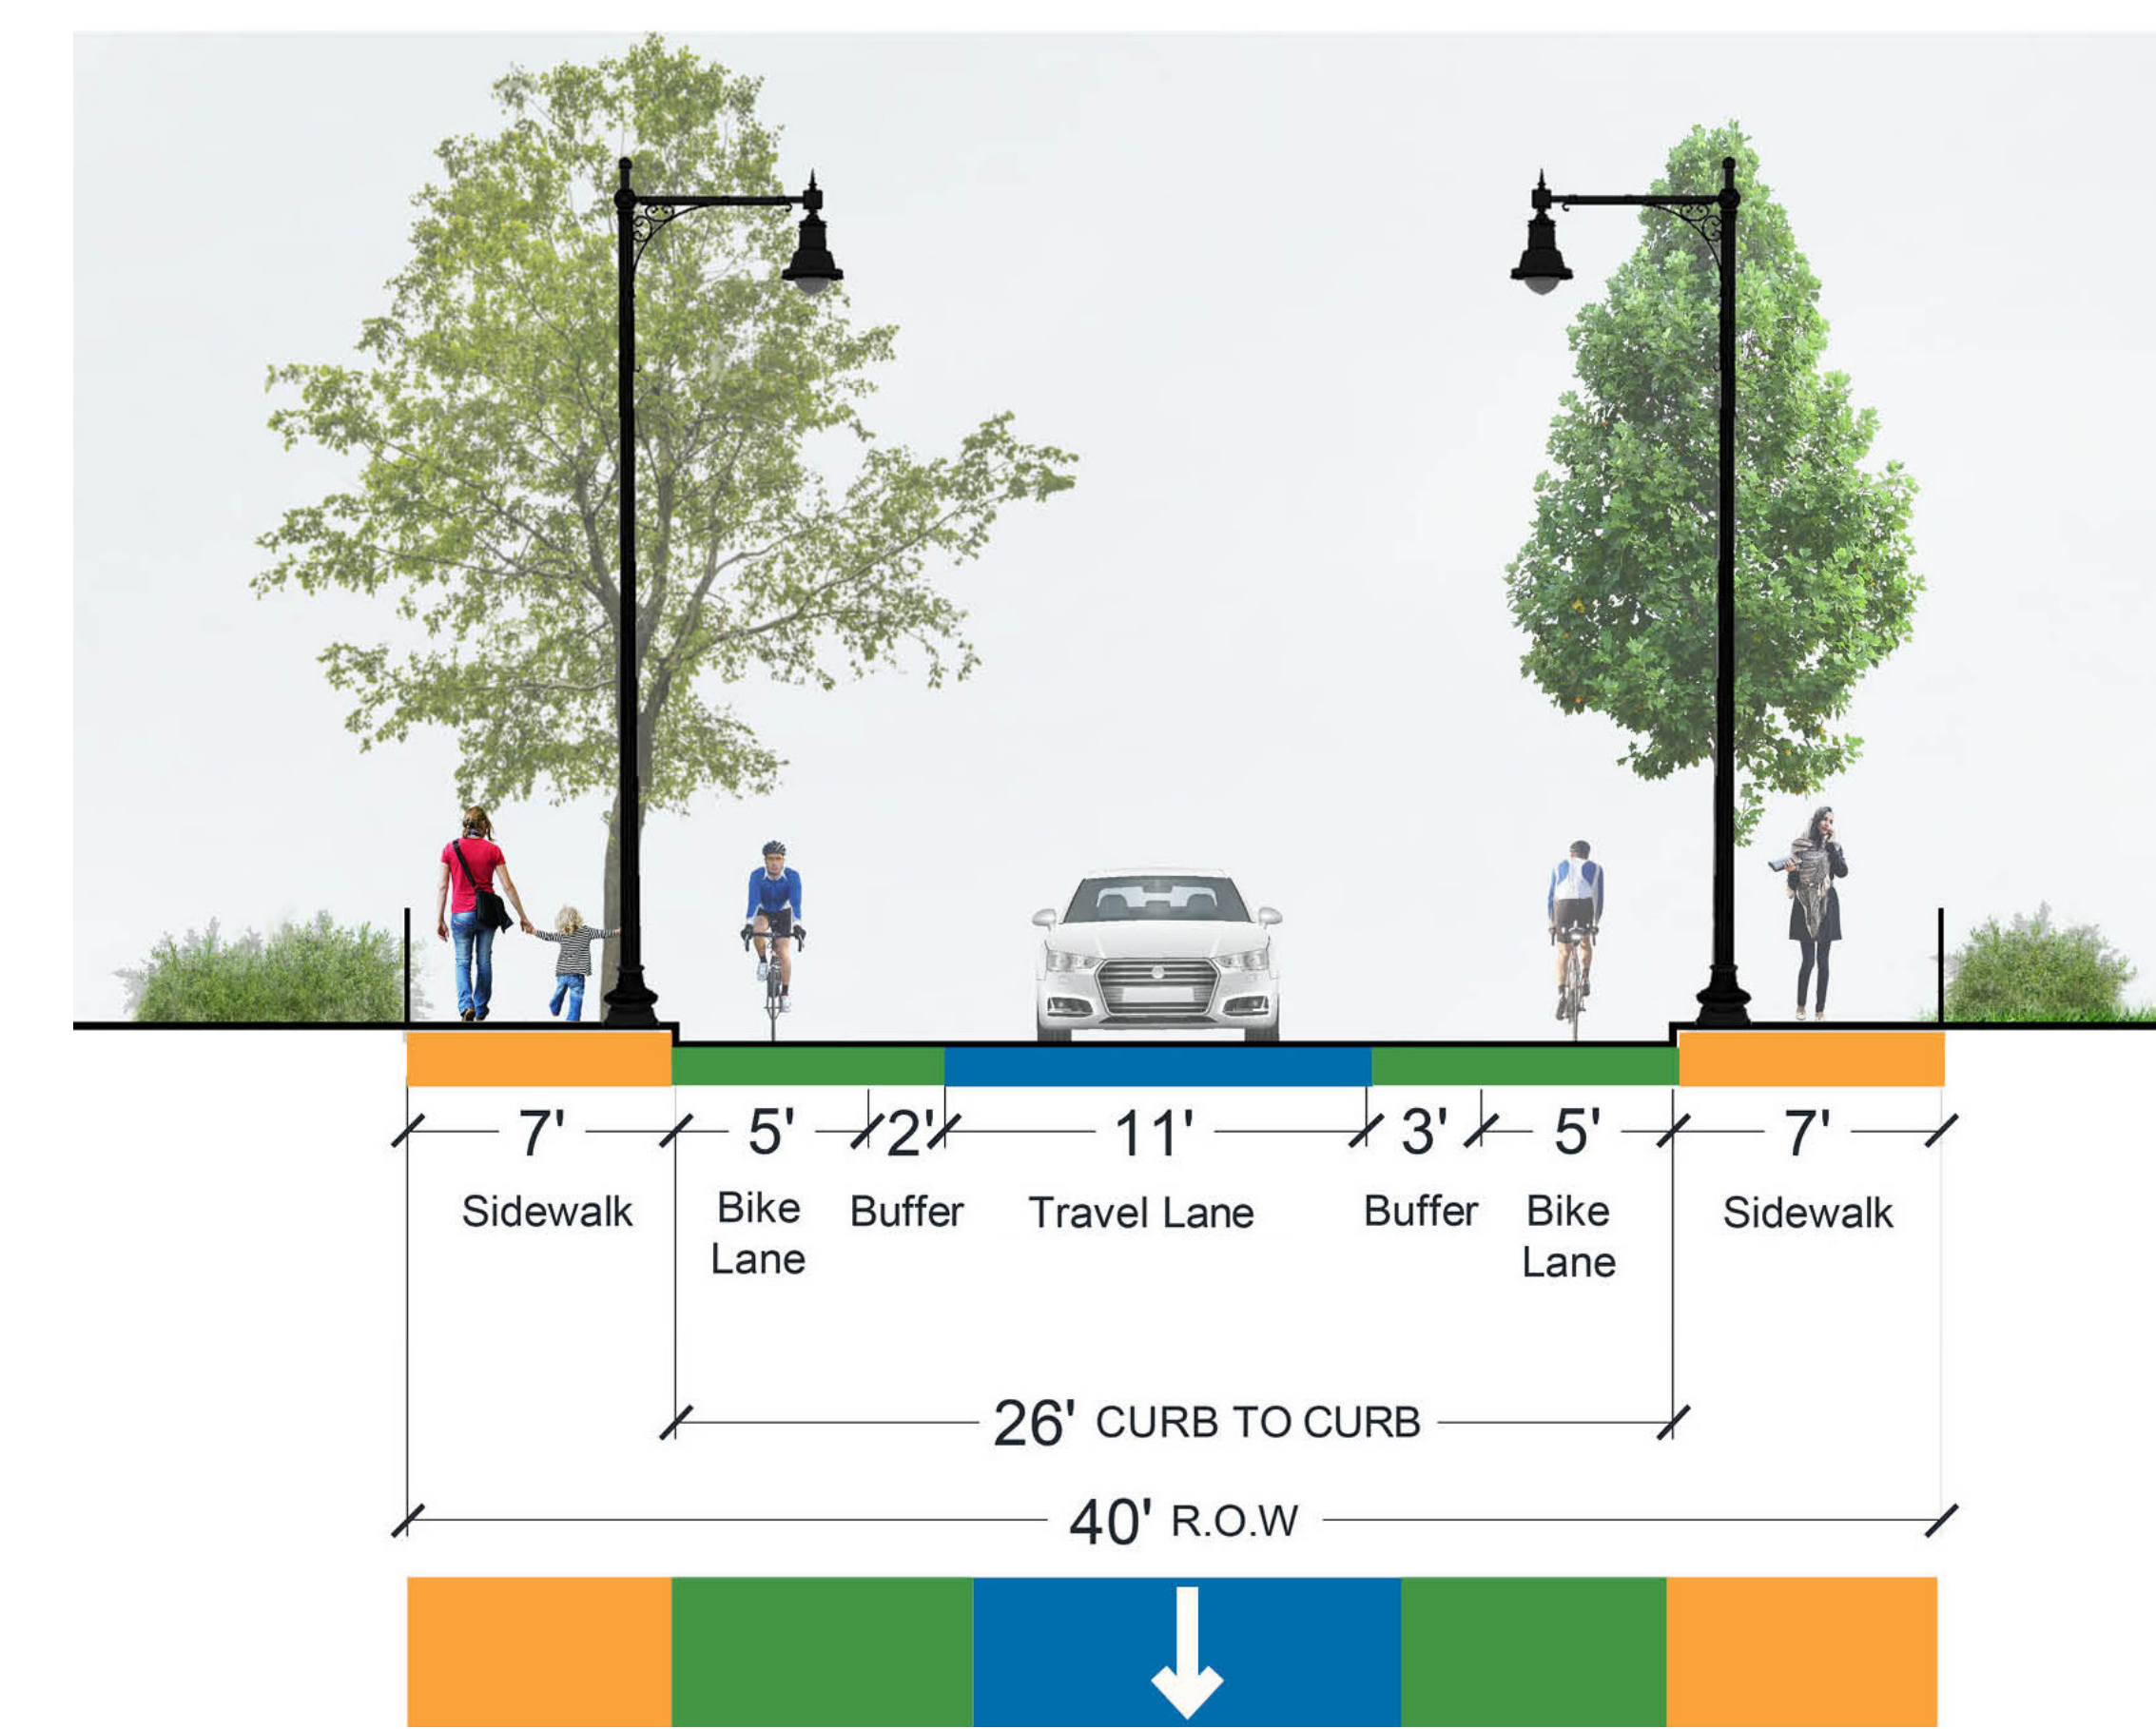 7' 5' 2' 11' 3' 5' 7'
Sidewalk Bike Buffer Travel Lane Buffer Bike Sidewalk
Lane Lane
26' CURB TO CURB
40' R.O.W